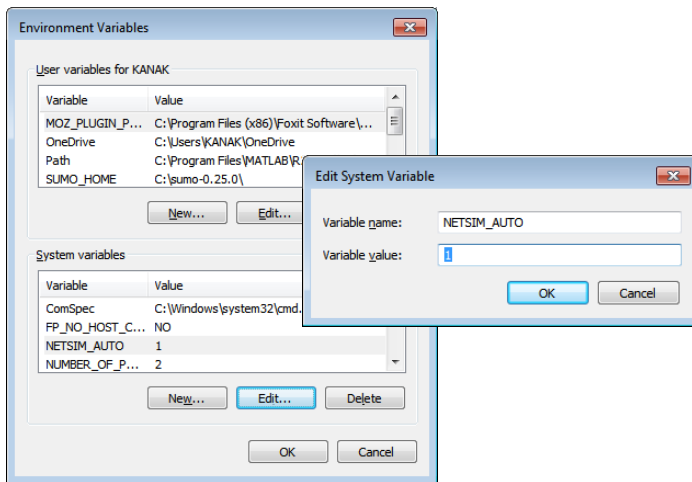 Environment Variables
User variables for KANAK
Variable Value
MOZ_PLUGIN_P... C:\Program Files (x86)\Foxit Software\...
OneDrive C:\Users\KANAK\OneDrive
Path C:\Program Files\MATLAB\R
SUMO_HOME C:\sumo-0.25.0\
New... Edit...
Edit System Variable
Variable name: NETSIM_AUTO
Variable value: 1
OK Cancel
System variables
Variable Value
ComSpec C:\Windows\system32\cmd.
FP_NO_HOST_C... NO
NETSIM_AUTO 1
NUMBER_OF_P... 2
New... Edit... Delete
OK Cancel